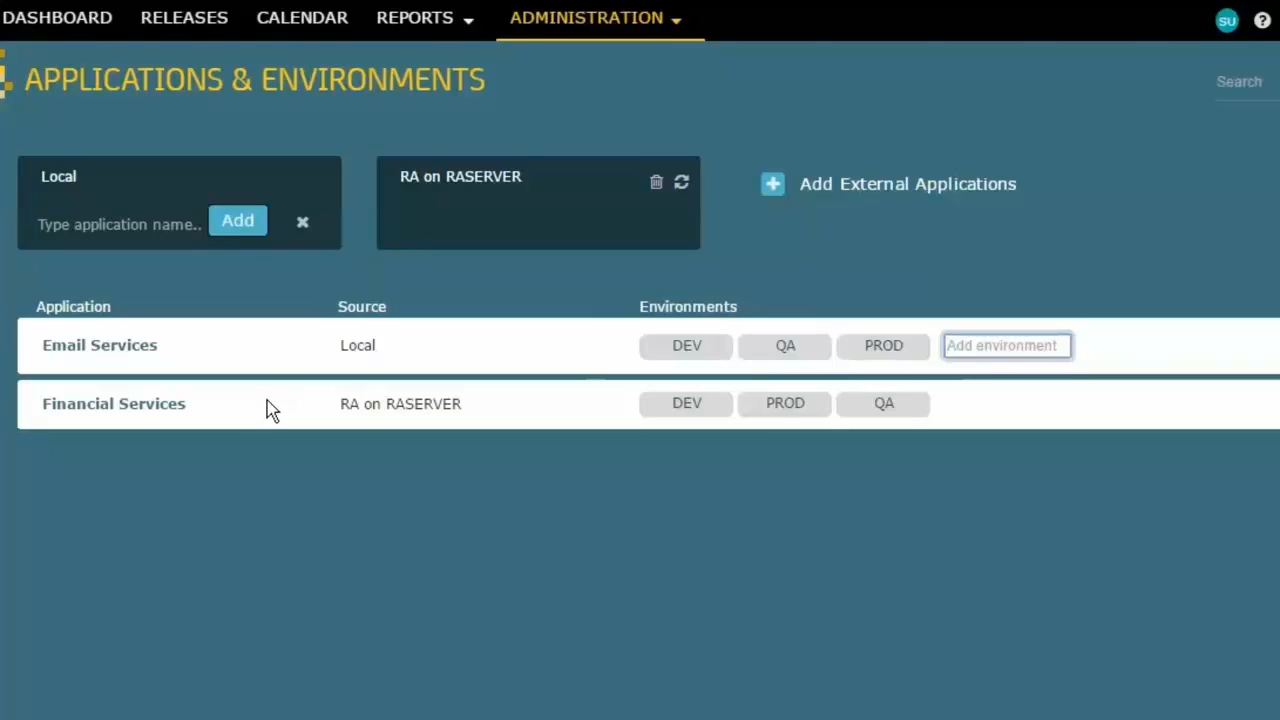 DASHBOARD RELEASES CALENDAR REPORTS ADMINISTRATION SU ?
APPLICATIONS & ENVIRONMENTS
Search
Local
RA on RASERVER
Add External Applications
Type application name.. Add
Application Source Environments
Email Services Local DEV QA PROD Add environment
Financial Services RA on RASERVER DEV PROD QA